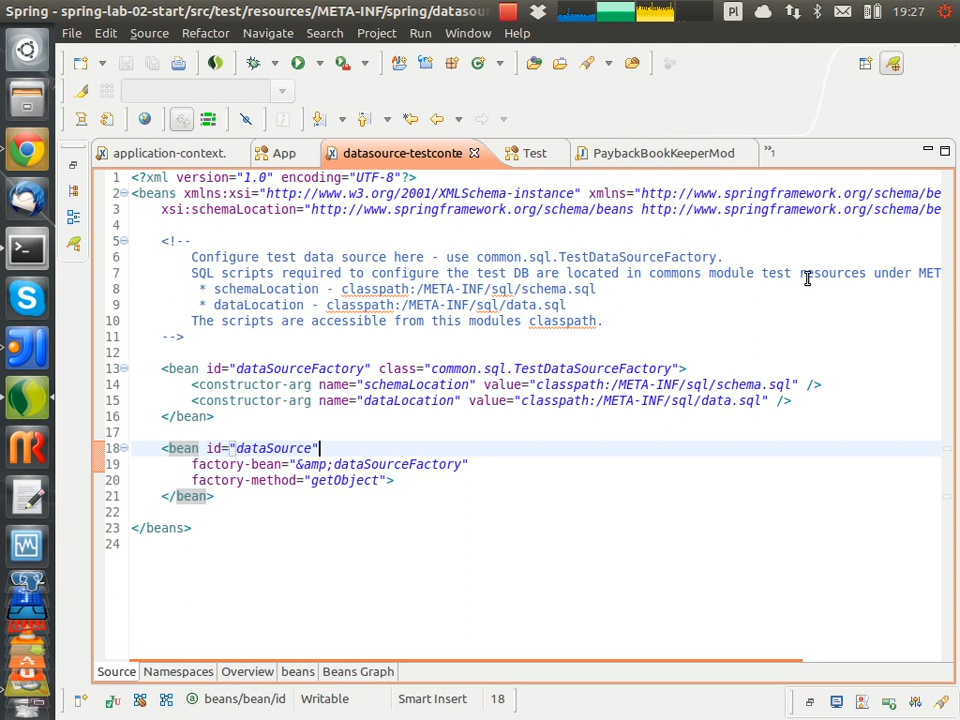 Spring - spring-lab-02-start/src/test/resources/META-INF/spring/datasou
Pl
19:27
File Edit Source Refactor Navigate Search Project Run Window Help
application-context.
App
datasource-testconte
Test
PaybackBookKeeperMod
»1
1 <?xml version="1.0" encoding="UTF-8"?>
2 <beans xmlns:xsi="http://www.w3.org/2001/XMLSchema-instance" xmlns="http://www.springframework.org/schema/be
3 xsi:schemaLocation="http://www.springframework.org/schema/beans http://www.springframework.org/schema/be
4
5 <!--
6 Configure test data source here - use common.sql.TestDataSourceFactory.
7 SQL scripts required to configure the test DB are located in commons module test resources under MET
8 * schemaLocation - classpath:/META-INF/sql/schema.sql
9 * dataLocation - classpath:/META-INF/sql/data.sql
10 The scripts are accessible from this modules classpath.
11 -->
12
13 <bean id="dataSourceFactory" class="common.sql.TestDataSourceFactory">
14 <constructor-arg name="schemaLocation" value="classpath:/META-INF/sql/schema.sql" />
15 <constructor-arg name="dataLocation" value="classpath:/META-INF/sql/data.sql" />
16 </bean>
17
18 <bean id="dataSource"
19 factory-bean="&amp;dataSourceFactory"
20 factory-method="getObject">
21 </bean>
22
23 </beans>
24
Source Namespaces Overview beans Beans Graph
beans/bean/id
Writable
Smart Insert
18